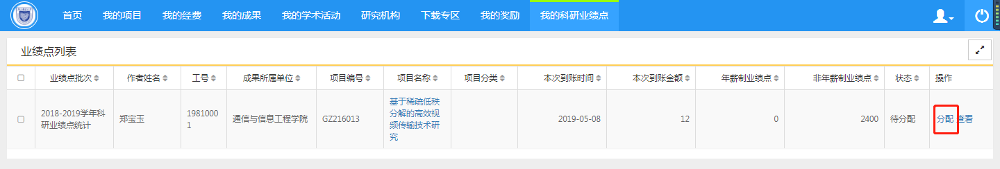 首页 我的项目 我的经费 我的成果 我的学术活动 研究机构 下载专区 我的奖励 我的科研业绩点
业绩点列表
业绩点批次 作者姓名 工号 成果所属单位 项目编号 项目名称 项目分类 本次到账时间 本次到账金额 年薪制业绩点 非年薪制业绩点 状态 操作
2018-2019学年科
研业绩点统计
郑宝玉
1981000
1
通信与信息工程学院
GZ216013
基于稀疏低秩
分解的高效视
频传输技术研
究
2019-05-08
12
0
2400
待分配
分配 查看